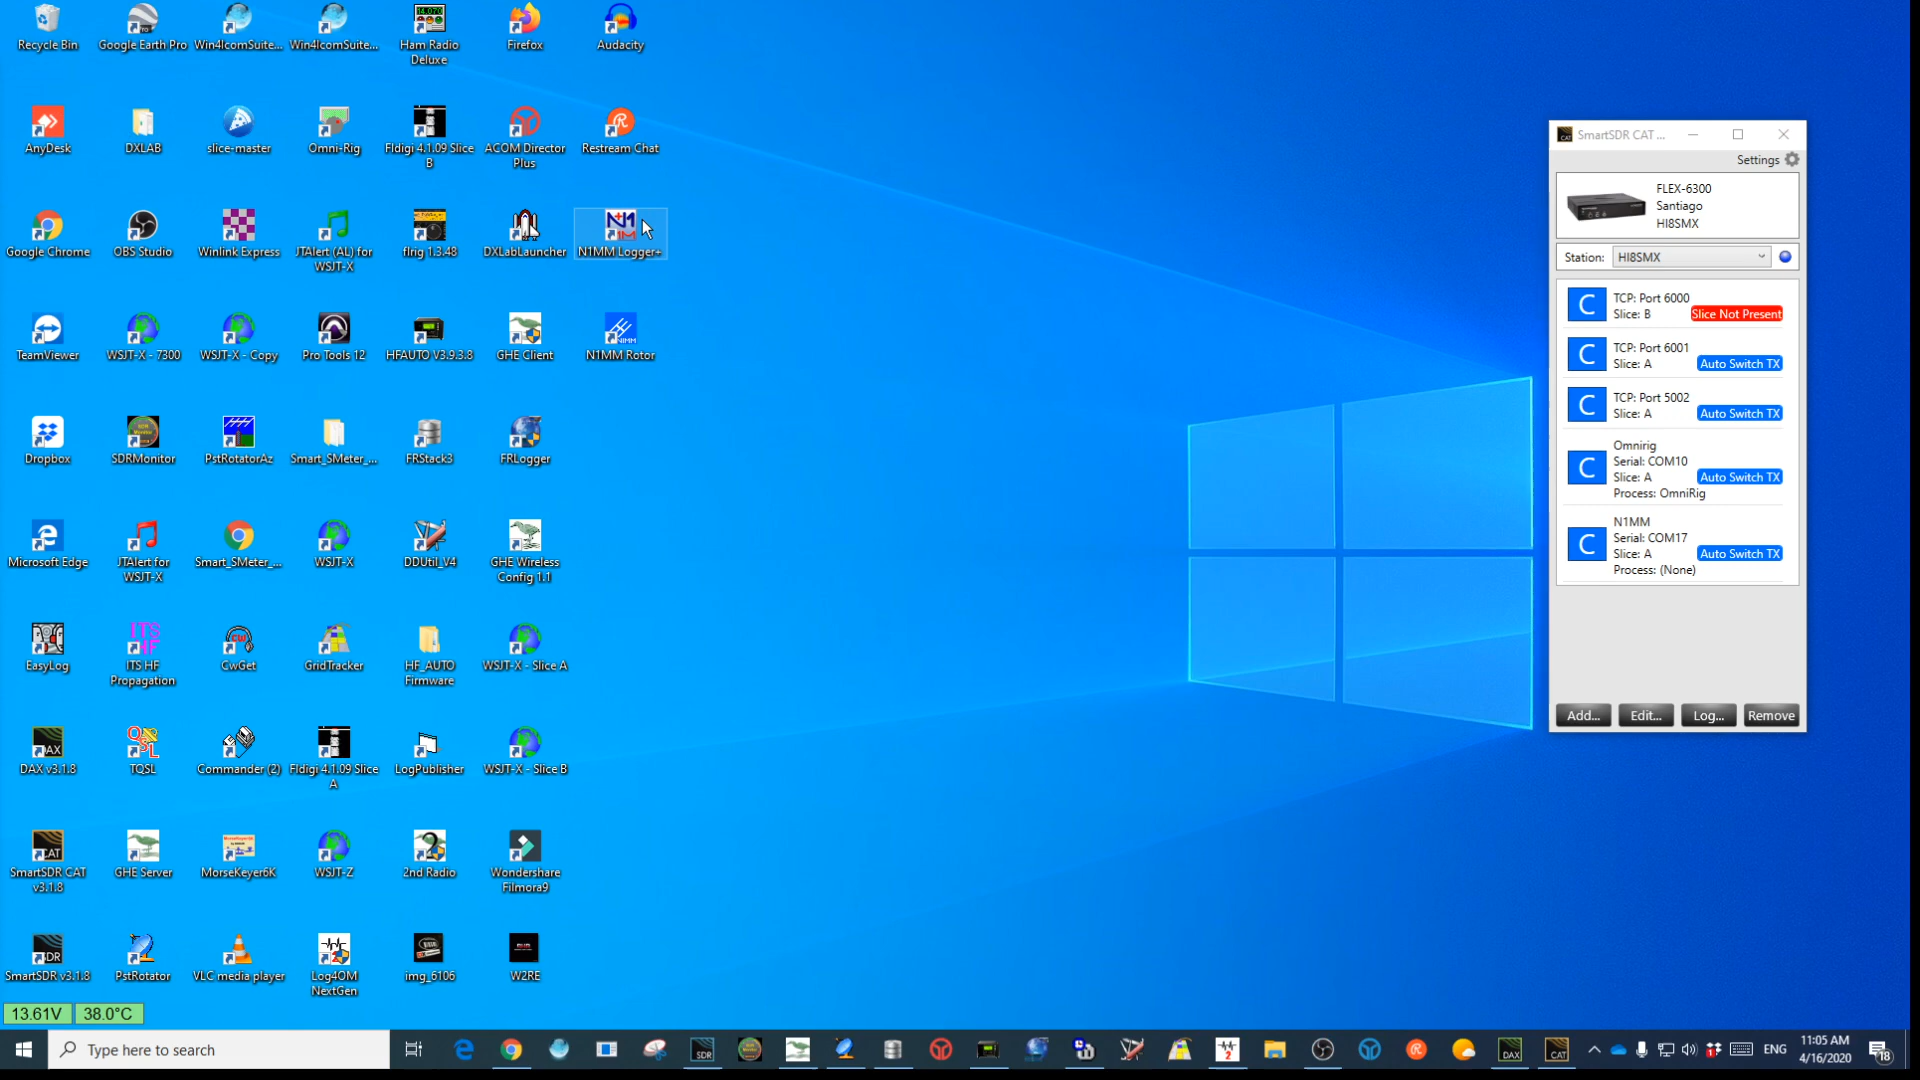 Recycle Bin
Google Earth Pro
Win4IcomSuite...
Win4IcomSuite...
Ham Radio
Deluxe
Firefox
Audacity
AnyDesk
DXLAB
slice-master
Omni-Rig
Fldigi 4.1.09 Slice
B
ACOM Director
Plus
Restream Chat
Google Chrome
OBS Studio
Winlink Express
JTAlert (AL) for
WSJT-X
flrig 1.3.48
DXLabLauncher
N1MM Logger+
TeamViewer
WSJT-X - 7300
WSJT-X - Copy
Pro Tools 12
HFAUTO V3.9.3.8
GHE Client
N1MM Rotor
Dropbox
SDRMonitor
PstRotatorAz
Smart_SMeter_...
FRStack3
FRLogger
Microsoft Edge
JTAlert for
WSJT-X
Smart_SMeter_...
WSJT-X
DDUtil_V4
GHE Wireless
Config 1.1
EasyLog
ITS HF
Propagation
CwGet
GridTracker
HF_AUTO
Firmware
WSJT-X - Slice A
DAX v3.1.8
TQSL
Commander (2)
Fldigi 4.1.09 Slice
A
LogPublisher
WSJT-X - Slice B
SmartSDR CAT
v3.1.8
GHE Server
MorseKeyer6K
WSJT-Z
2nd Radio
Wondershare
Filmora9
SmartSDR v3.1.8
PstRotator
VLC media player
Log4OM
NextGen
img_6106
W2RE
13.61V 38.0°C
SmartSDR CAT ...
Settings
FLEX-6300
Santiago
HI8SMX
Station: HI8SMX
C TCP: Port 6000
Slice: B Slice Not Present
C TCP: Port 6001
Slice: A Auto Switch TX
C TCP: Port 5002
Slice: A Auto Switch TX
Omnirig
C Serial: COM10
Slice: A Auto Switch TX
Process: OmniRig
N1MM
C Serial: COM17
Slice: A Auto Switch TX
Process: (None)
Add... Edit... Log... Remove
Type here to search
SDR
DAX
CAT
ENG
11:05 AM
4/16/2020
18